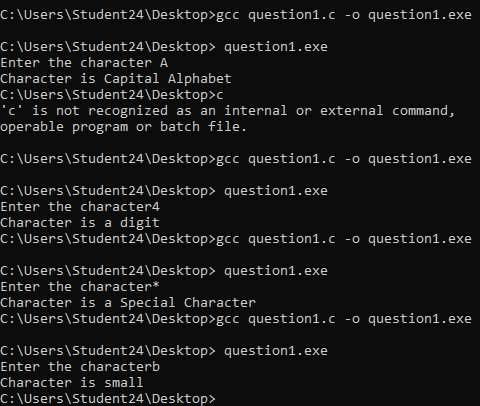 C:\Users\Student24\Desktop>gcc question1.c -o question1.exe
C:\Users\Student24\Desktop> question1.exe
Enter the character A
Character is Capital Alphabet
C:\Users\Student24\Desktop>c
'c' is not recognized as an internal or external command,
operable program or batch file.
C:\Users\Student24\Desktop>gcc question1.c -o question1.exe
C:\Users\Student24\Desktop> question1.exe
Enter the character4
Character is a digit
C:\Users\Student24\Desktop>gcc question1.c -o question1.exe
C:\Users\Student24\Desktop> question1.exe
Enter the character*
Character is a Special Character
C:\Users\Student24\Desktop>gcc question1.c -o question1.exe
C:\Users\Student24\Desktop> question1.exe
Enter the characterb
Character is small
C:\Users\Student24\Desktop>